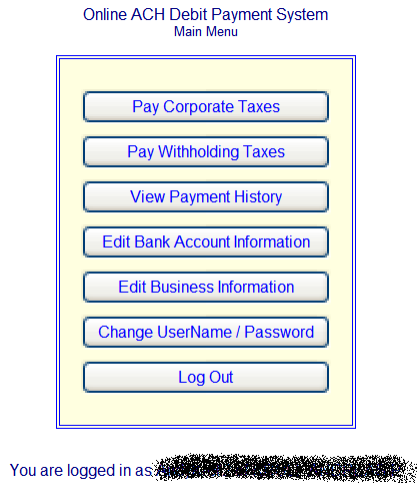 Online ACH Debit Payment System
Main Menu
Pay Corporate Taxes
Pay Withholding Taxes
View Payment History
Edit Bank Account Information
Edit Business Information
Change UserName / Password
Log Out
You are logged in as